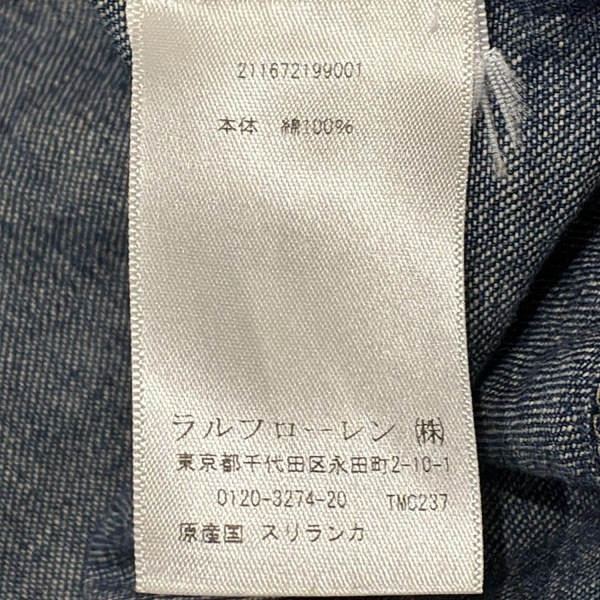 211672199001
本体 綿100%
ラルフローレン㈱
東京都千代田区永田町2-10-1
0120-3274-20 TMC237
原産国 スリランカ